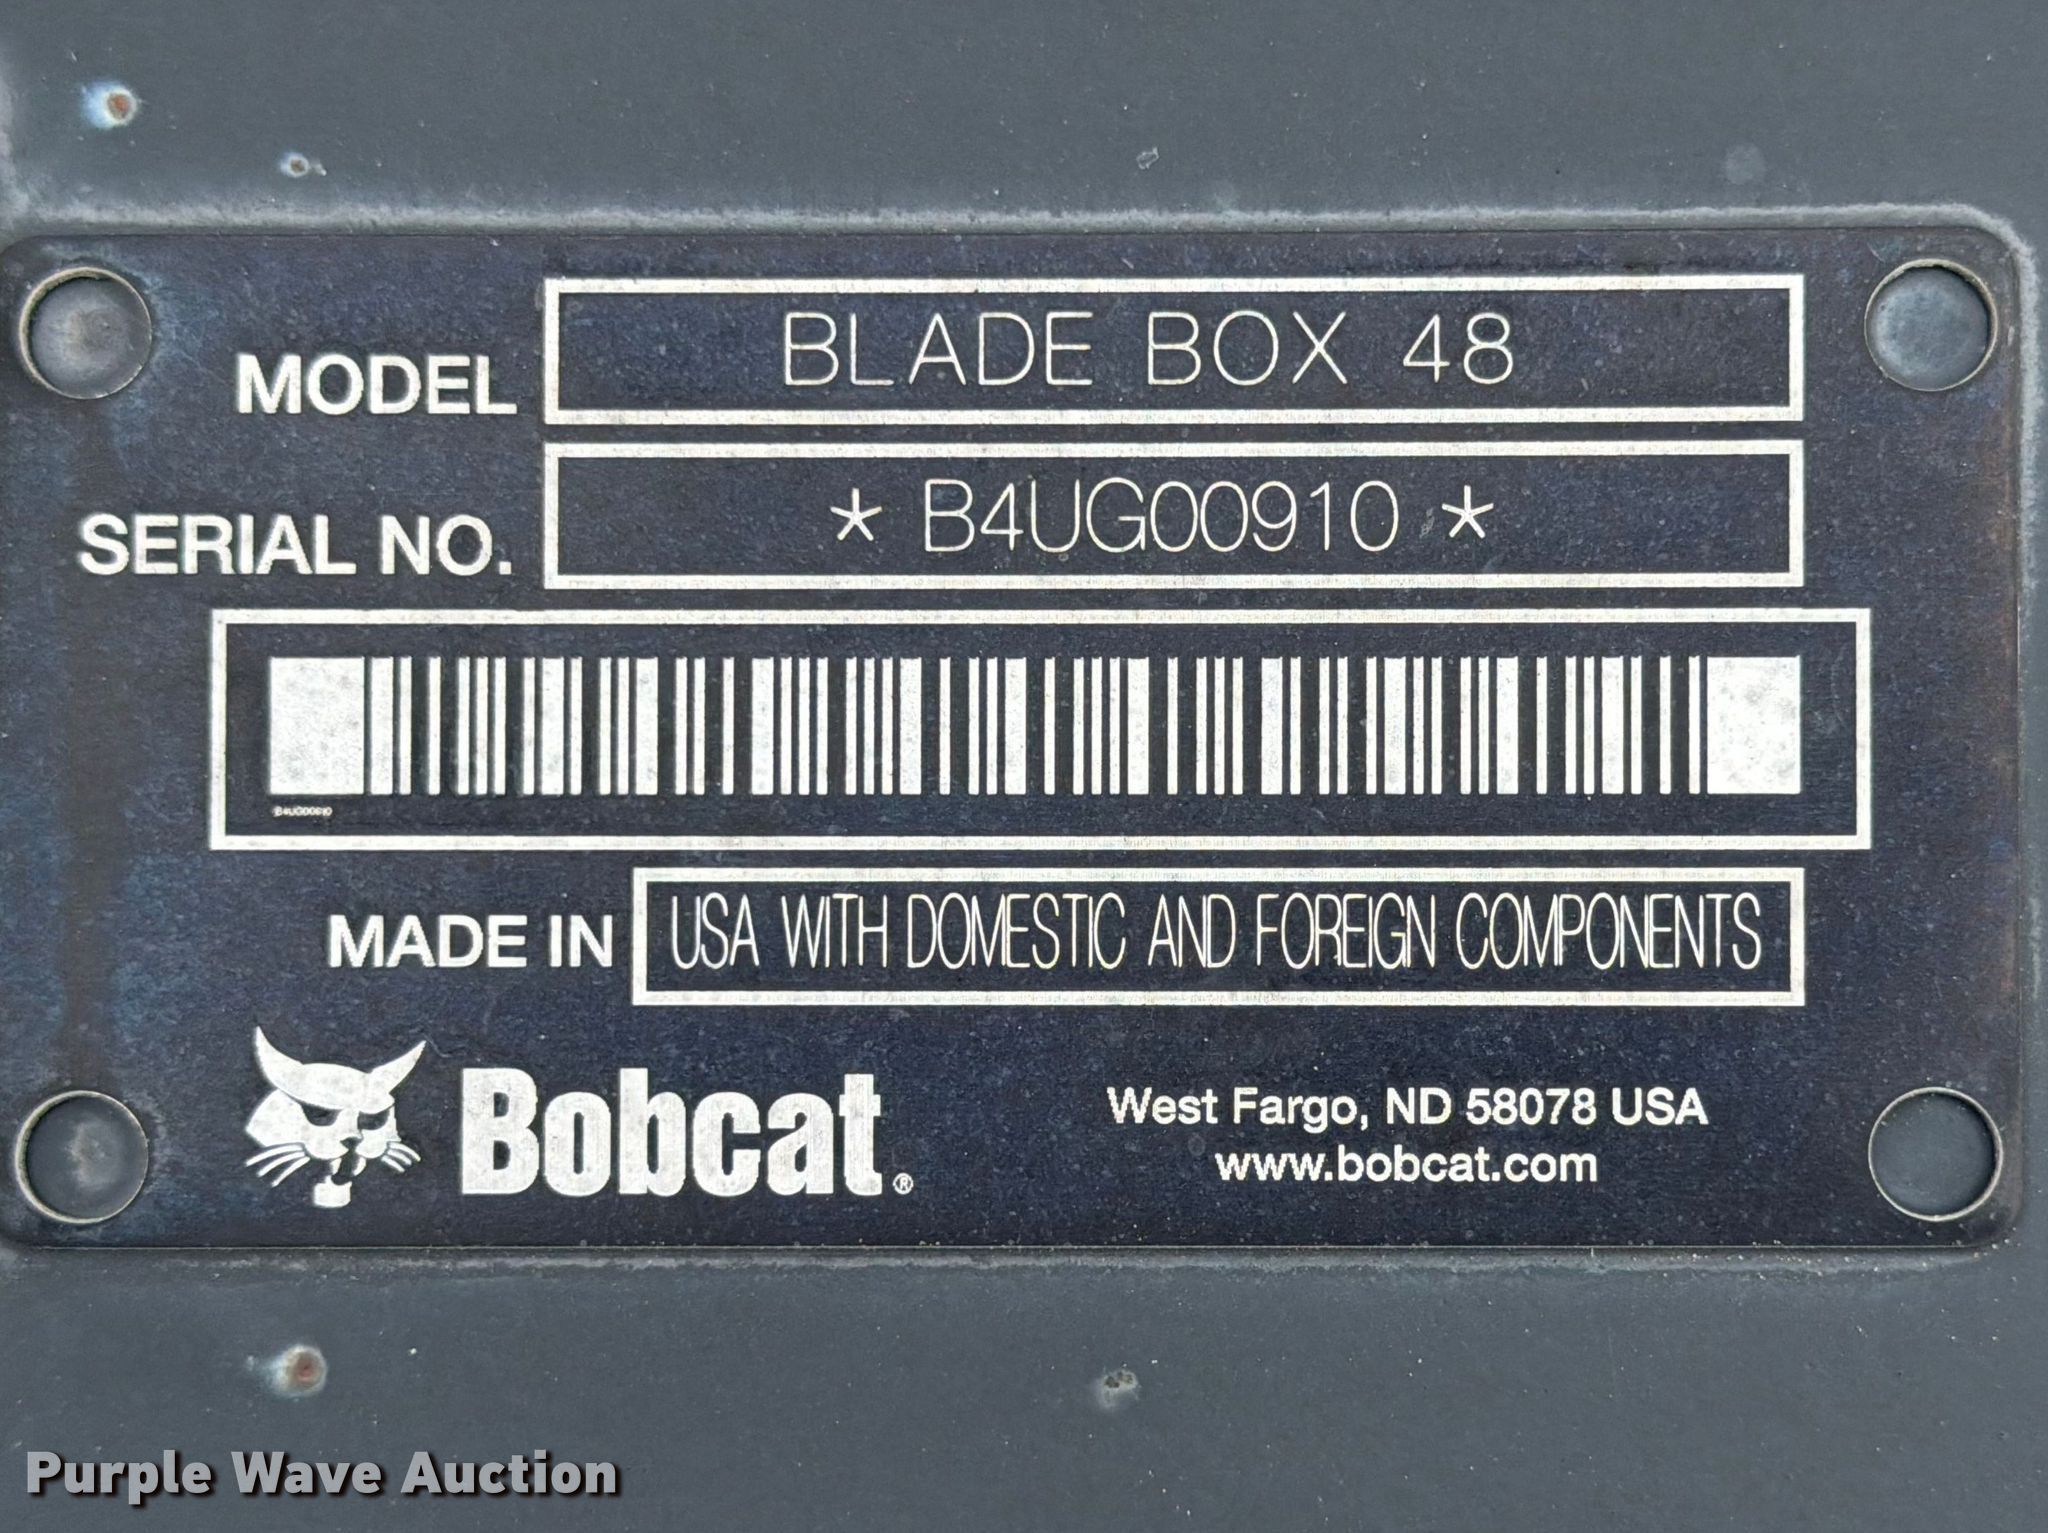 MODEL BLADE BOX 48
SERIAL NO. * B4UG00910 *
B4UG00910
MADE IN USA WITH DOMESTIC AND FOREIGN COMPONENTS
Bobcat®
West Fargo, ND 58078 USA
www.bobcat.com
Purple Wave Auction